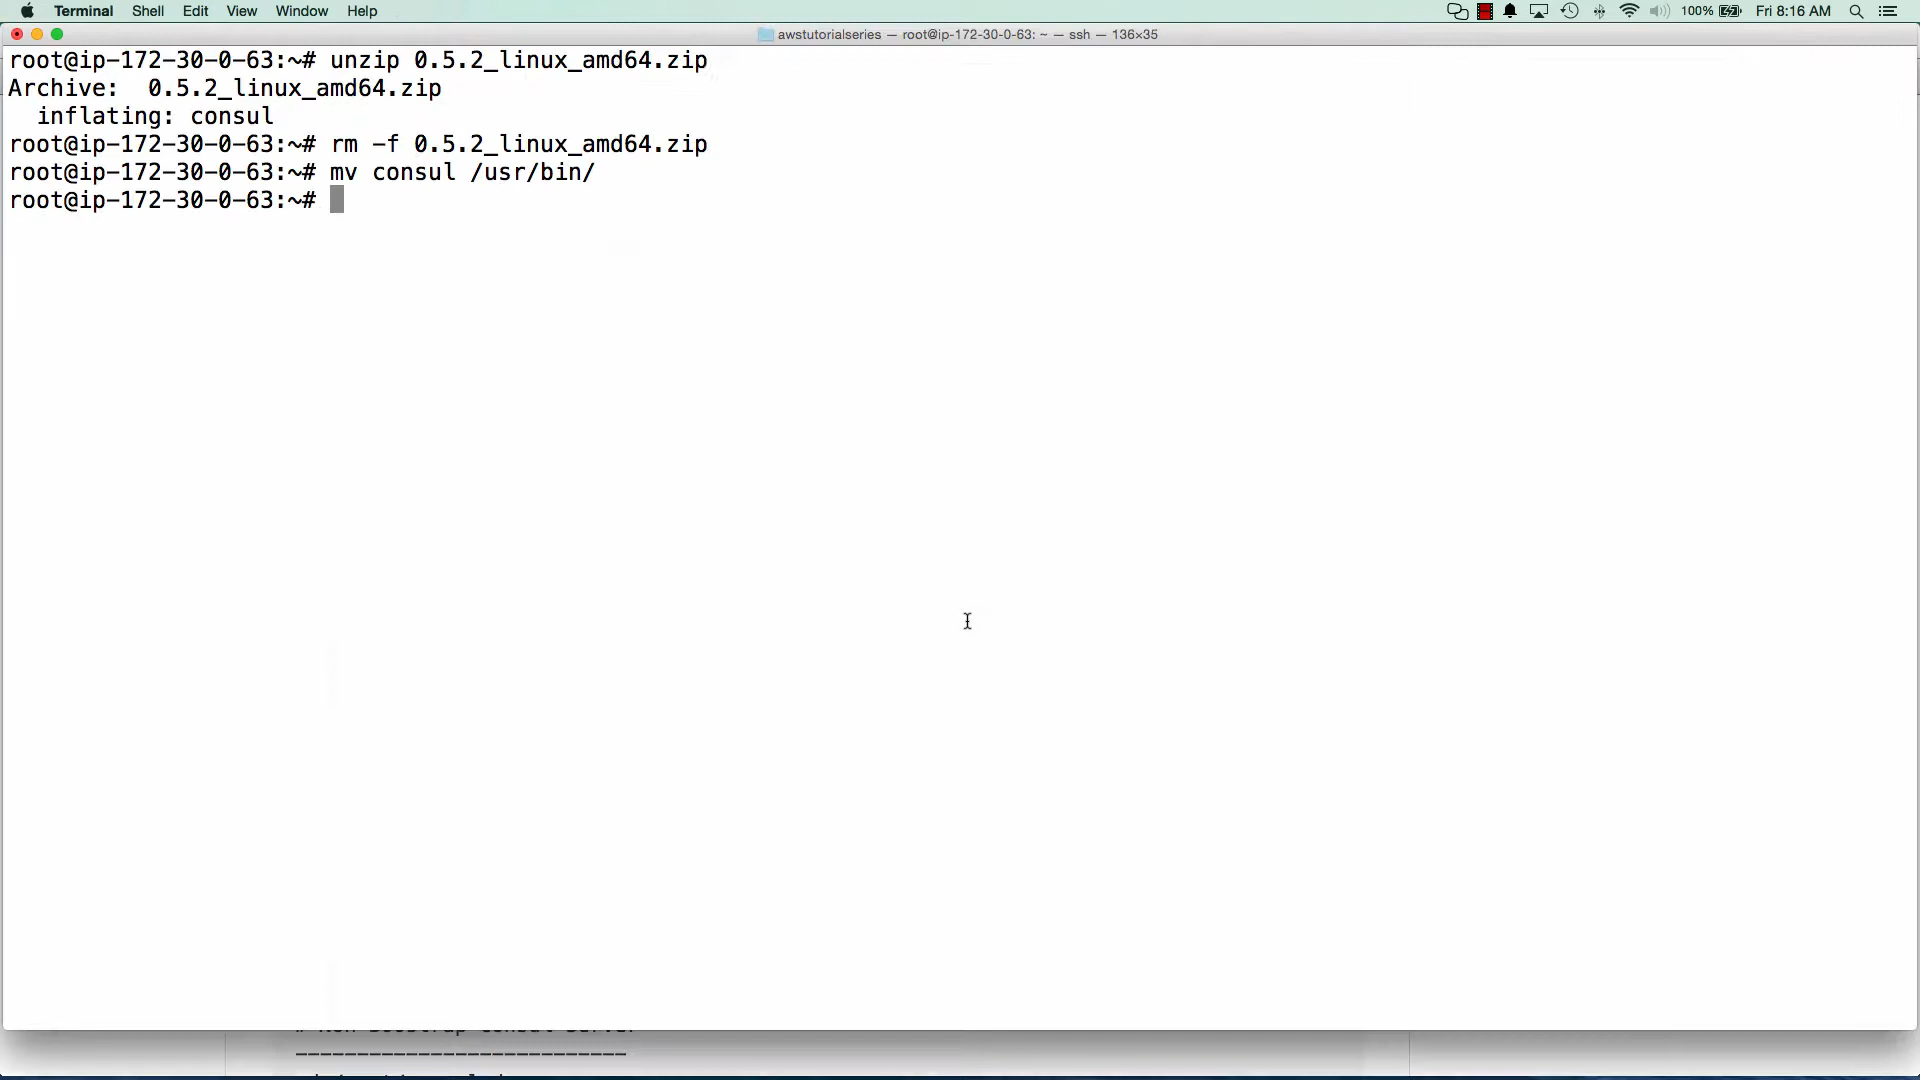 Terminal Shell Edit View Window Help 100% Fri 8:16 AM
awstutorialseries — root@ip-172-30-0-63: ~ — ssh — 136×35
root@ip-172-30-0-63:~# unzip 0.5.2_linux_amd64.zip
Archive:  0.5.2_linux_amd64.zip
  inflating: consul
root@ip-172-30-0-63:~# rm -f 0.5.2_linux_amd64.zip
root@ip-172-30-0-63:~# mv consul /usr/bin/
root@ip-172-30-0-63:~#
---------------------------